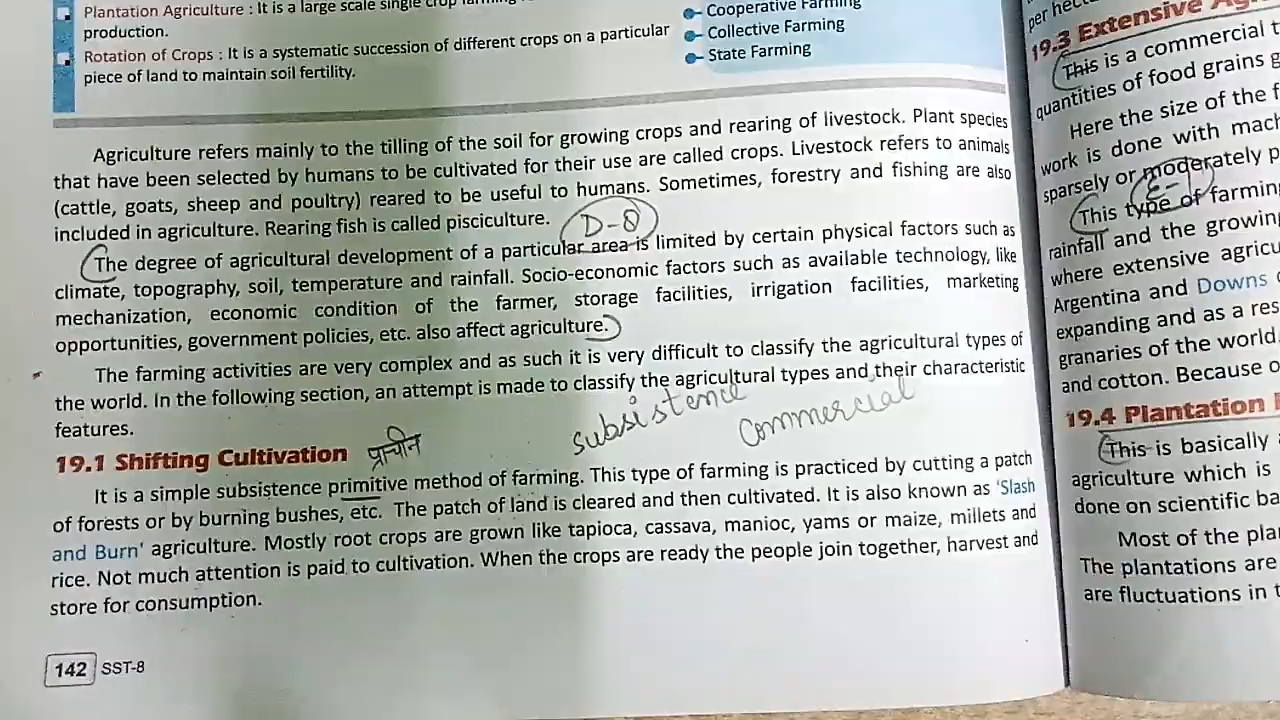 Plantation Agriculture : It is a large scale single crop
production.
Rotation of Crops : It is a systematic succession of different crops on a particular
piece of land to maintain soil fertility.
Cooperative Farming
Collective Farming
State Farming
Agriculture refers mainly to the tilling of the soil for growing crops and rearing of livestock. Plant species
that have been selected by humans to be cultivated for their use are called crops. Livestock refers to animals
(cattle, goats, sheep and poultry) reared to be useful to humans. Sometimes, forestry and fishing are also
included in agriculture. Rearing fish is called pisciculture.
D-8
The degree of agricultural development of a particular area is limited by certain physical factors such as
climate, topography, soil, temperature and rainfall. Socio-economic factors such as available technology, like
mechanization, economic condition of the farmer, storage facilities, irrigation facilities, marketing
opportunities, government policies, etc. also affect agriculture.
The farming activities are very complex and as such it is very difficult to classify the agricultural types of
the world. In the following section, an attempt is made to classify the agricultural types and their characteristic
features.
subsistence
commercial
19.1 Shifting Cultivation प्राचीन
It is a simple subsistence primitive method of farming. This type of farming is practiced by cutting a patch
of forests or by burning bushes, etc. The patch of land is cleared and then cultivated. It is also known as 'Slash
and Burn' agriculture. Mostly root crops are grown like tapioca, cassava, manioc, yams or maize, millets and
rice. Not much attention is paid to cultivation. When the crops are ready the people join together, harvest and
store for consumption.
142 SST-8
per
19.3 Extensive
This is a commercial
quantities of food grains
Here the size of the
work is done with
sparsely or moderately
This type of
rainfall and the growing
where extensive
Argentina and Downs
expanding and as a
granaries of the world.
and cotton. Because
19.4 Plantation
This is basically
agriculture which is
done on scientific
Most of the
The plantations are
are fluctuations in